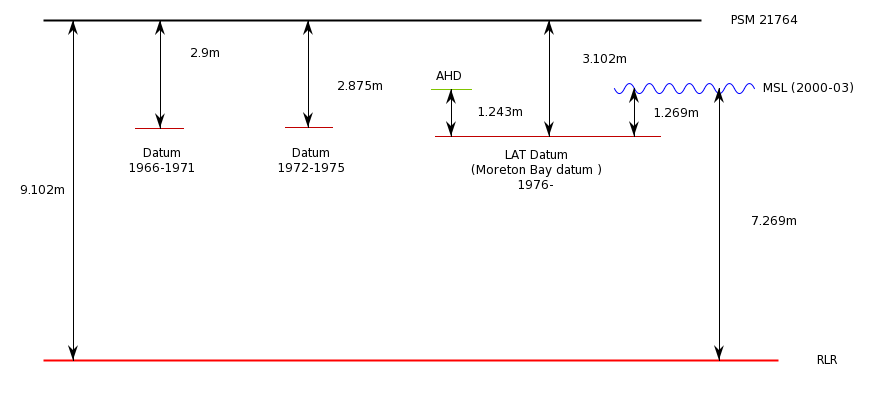 PSM 21764
2.9m
3.102m
AHD
2.875m
MSL (2000-03)
1.243m
1.269m
Datum
1966-1971
Datum
1972-1975
LAT Datum
(Moreton Bay datum )
1976-
9.102m
7.269m
RLR